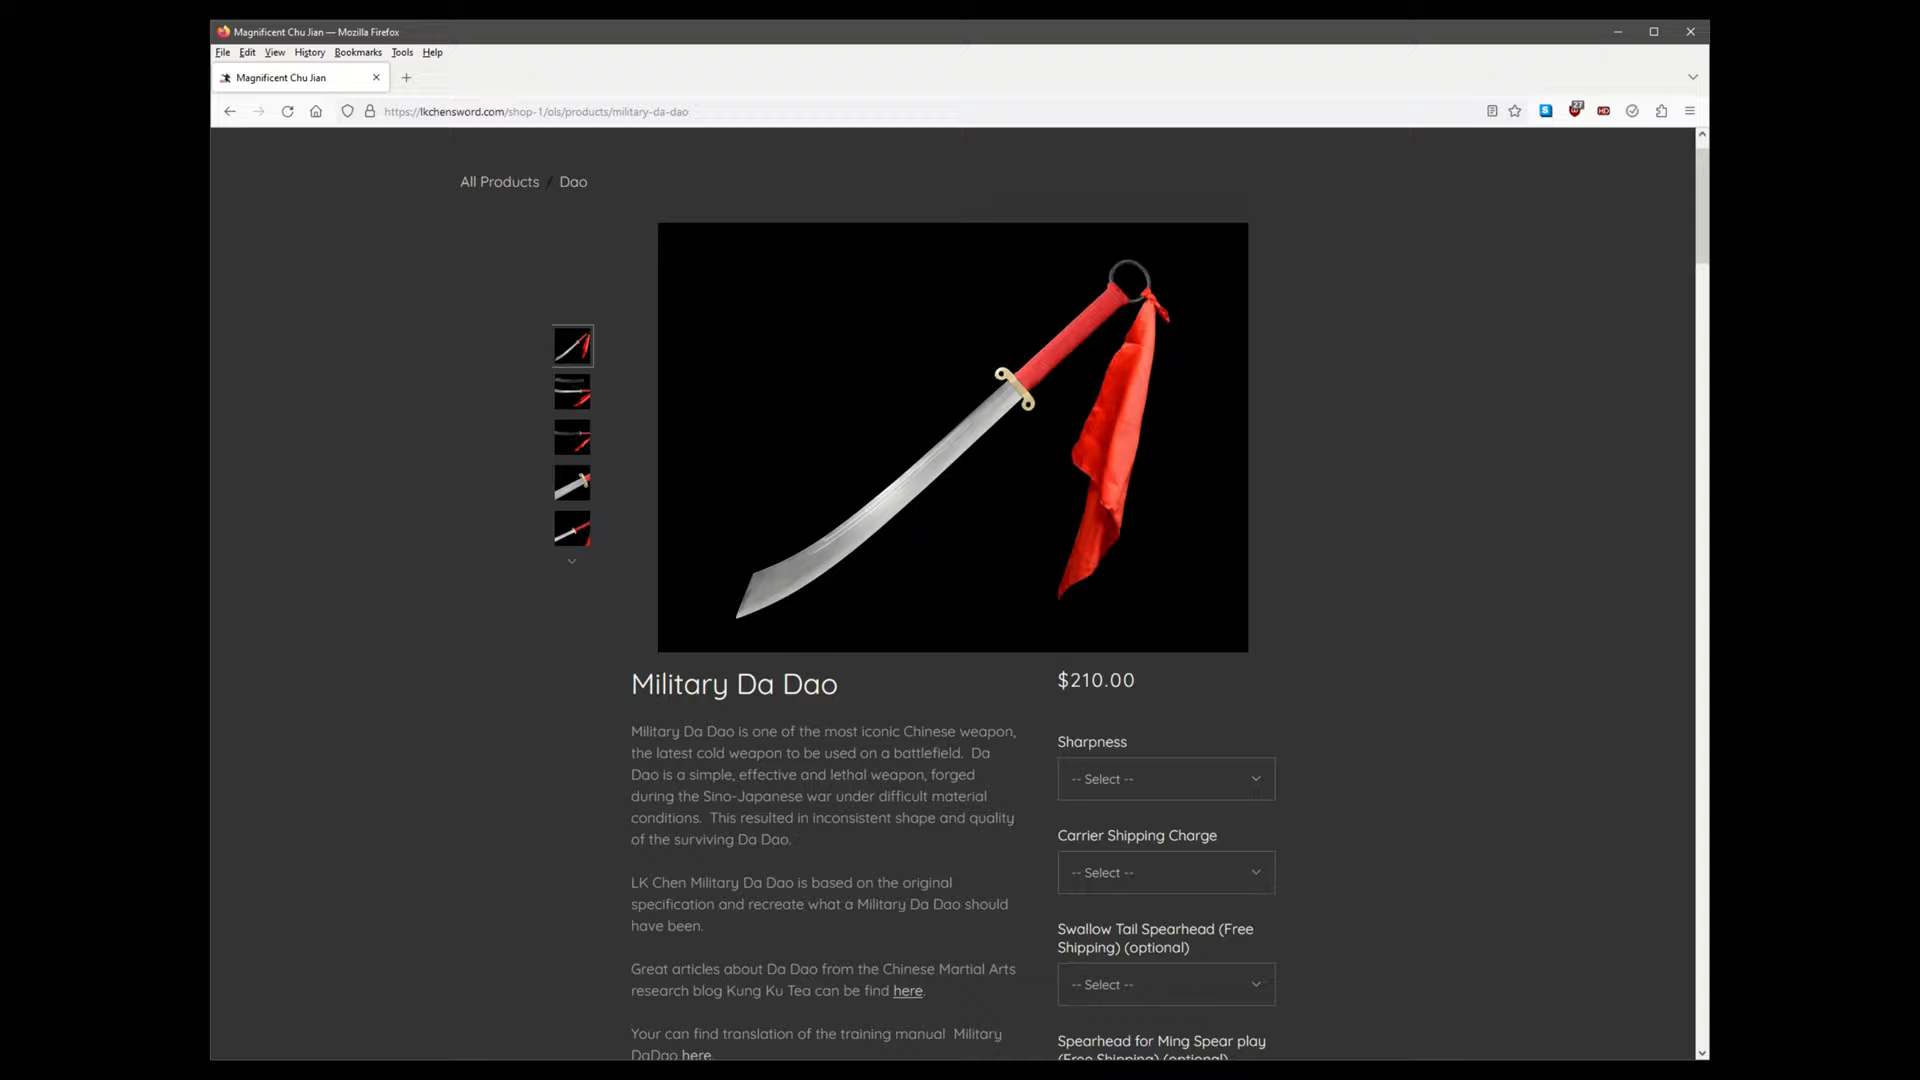 Magnificent Chu Jian — Mozilla Firefox
File Edit View History Bookmarks Tools Help
Magnificent Chu Jian
https://lkchensword.com/shop-1/ols/products/military-da-dao
27
HD
All Products / Dao
Military Da Dao
$210.00
Military Da Dao is one of the most iconic Chinese weapon,
the latest cold weapon to be used on a battlefield. Da
Dao is a simple, effective and lethal weapon, forged
during the Sino-Japanese war under difficult material
conditions. This resulted in inconsistent shape and quality
of the surviving Da Dao.
LK Chen Military Da Dao is based on the original
specification and recreate what a Military Da Dao should
have been.
Great articles about Da Dao from the Chinese Martial Arts
research blog Kung Ku Tea can be find here.
Your can find translation of the training manual Military
DaDao here.
Sharpness
-- Select --
Carrier Shipping Charge
-- Select --
Swallow Tail Spearhead (Free
Shipping) (optional)
-- Select --
Spearhead for Ming Spear play
(Free Shipping) (optional)